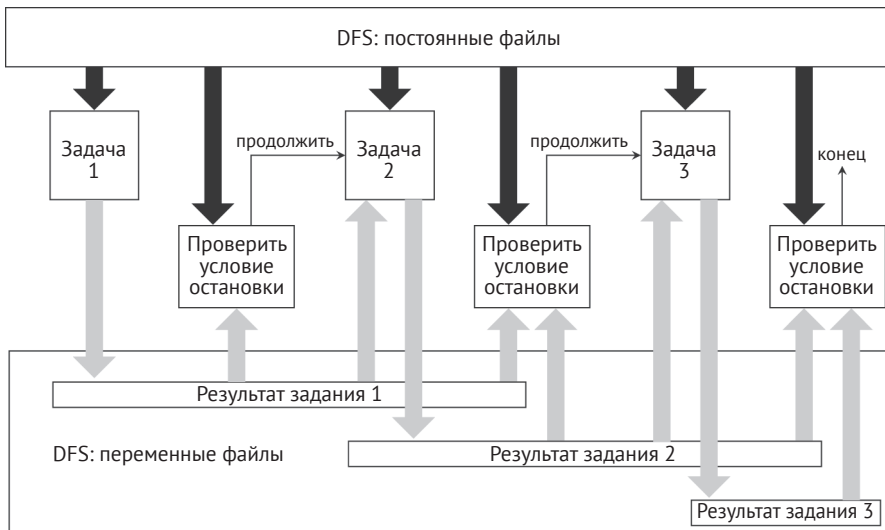 DFS: постоянные файлы
Задача
1
продолжить
Задача
2
продолжить
Задача
3
конец
Проверить
условие
остановки
Проверить
условие
остановки
Проверить
условие
остановки
Результат задания 1
DFS: переменные файлы
Результат задания 2
Результат задания 3